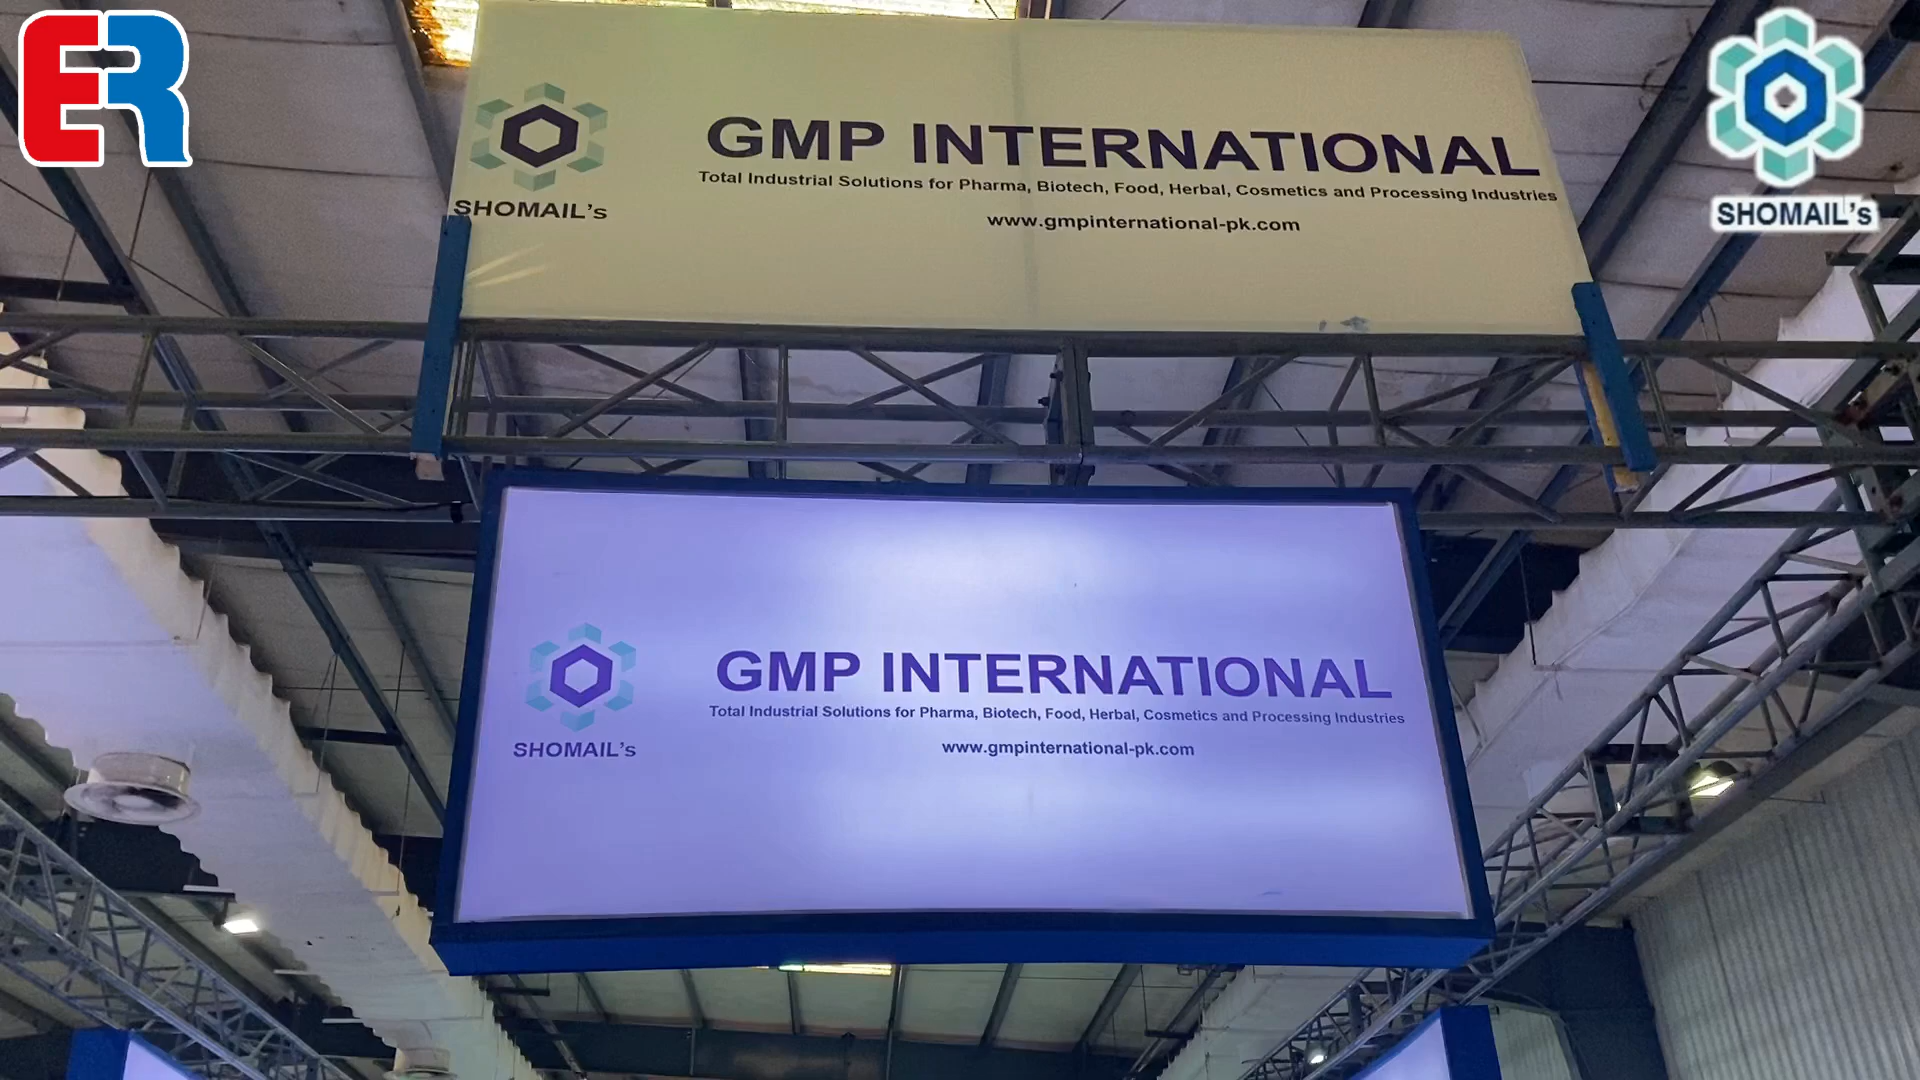 ER
SHOMAIL's
GMP INTERNATIONAL
Total Industrial Solutions for Pharma, Biotech, Food, Herbal, Cosmetics and Processing Industries
www.gmpinternational-pk.com
SHOMAIL's
GMP INTERNATIONAL
Total Industrial Solutions for Pharma, Biotech, Food, Herbal, Cosmetics and Processing Industries
www.gmpinternational-pk.com
SHOMAIL's